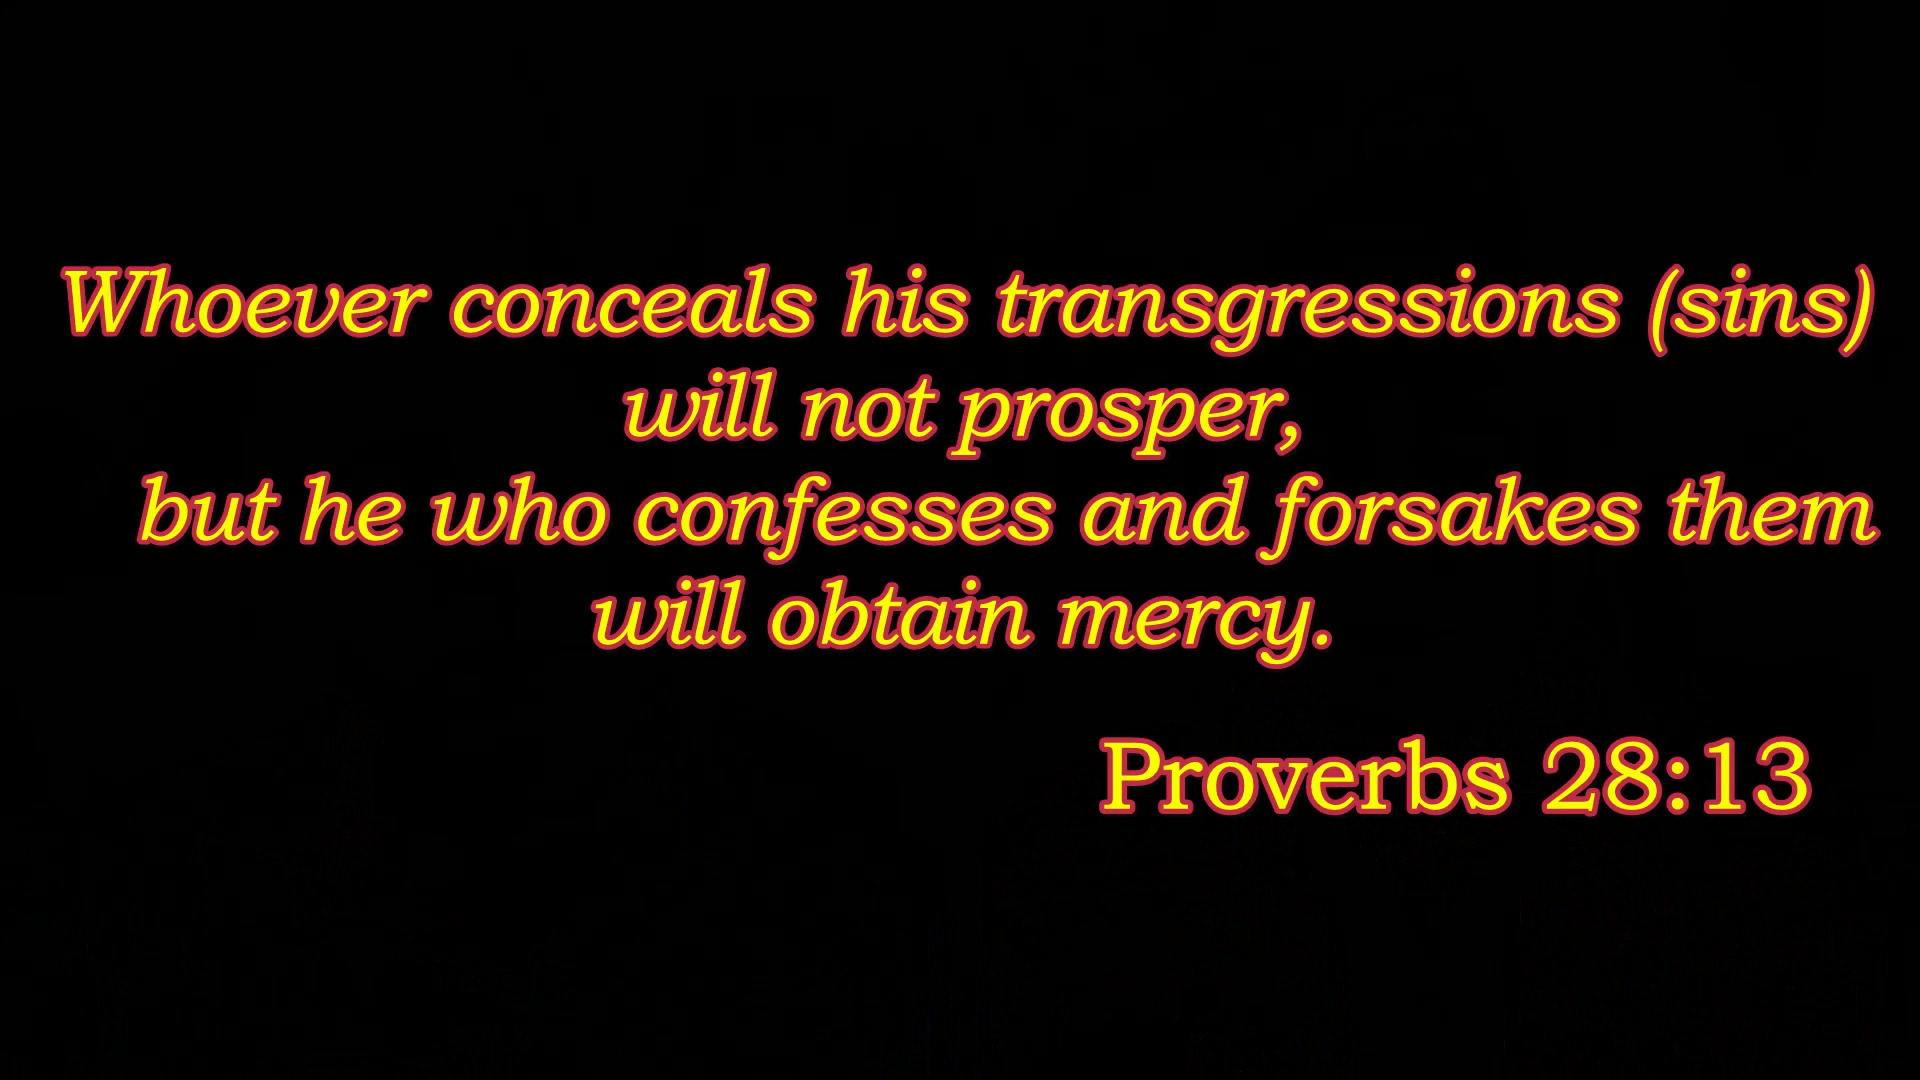 Whoever conceals his transgressions (sins)
will not prosper,
but he who confesses and forsakes them
will obtain mercy.
Proverbs 28:13